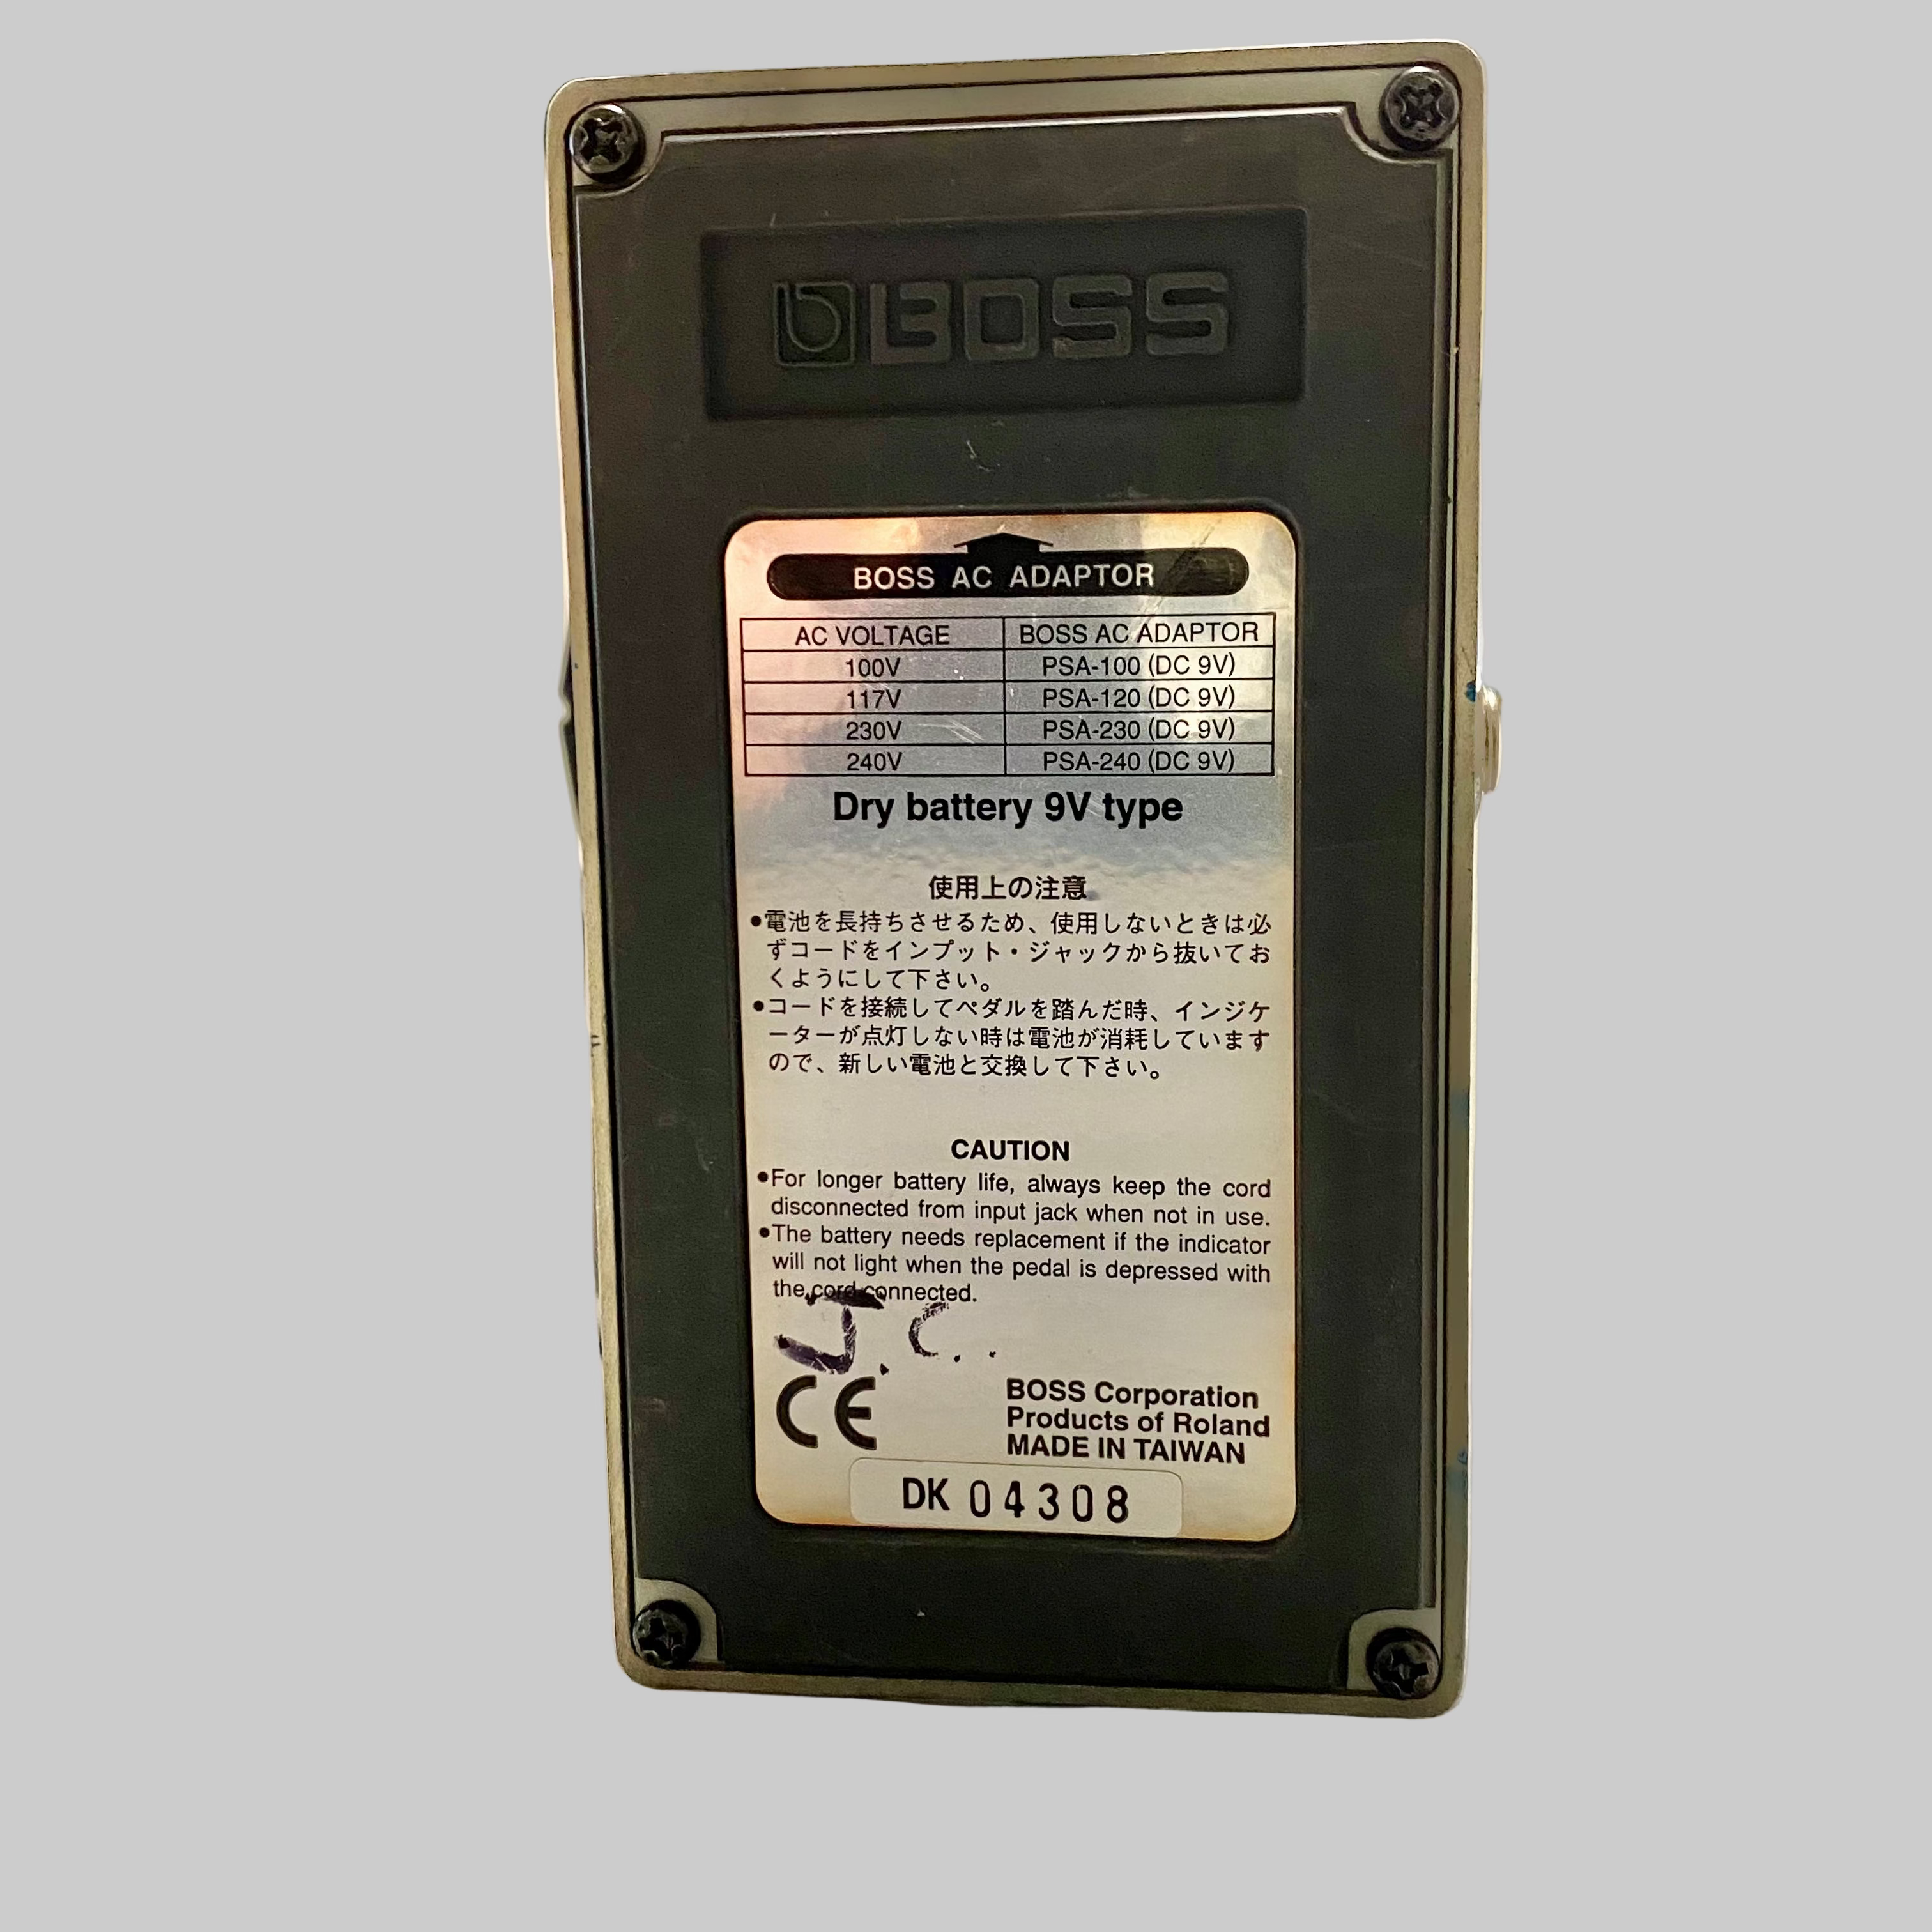 BOSS
BOSS AC ADAPTOR
AC VOLTAGE BOSS AC ADAPTOR
100V PSA-100 (DC 9V)
117V PSA-120 (DC 9V)
230V PSA-230 (DC 9V)
240V PSA-240 (DC 9V)
Dry battery 9V type
使用上の注意
●電池を長持ちさせるため、使用しないときは必
ずコードをインプット・ジャックから抜いてお
くようにして下さい。
●コードを接続してペダルを踏んだ時、インジケ
ーターが点灯しない時は電池が消耗しています
ので、新しい電池と交換して下さい。
CAUTION
●For longer battery life, always keep the cord
disconnected from input jack when not in use.
●The battery needs replacement if the indicator
will not light when the pedal is depressed with
the cord connected.
J.C..
CE
BOSS Corporation
Products of Roland
MADE IN TAIWAN
DK 04308